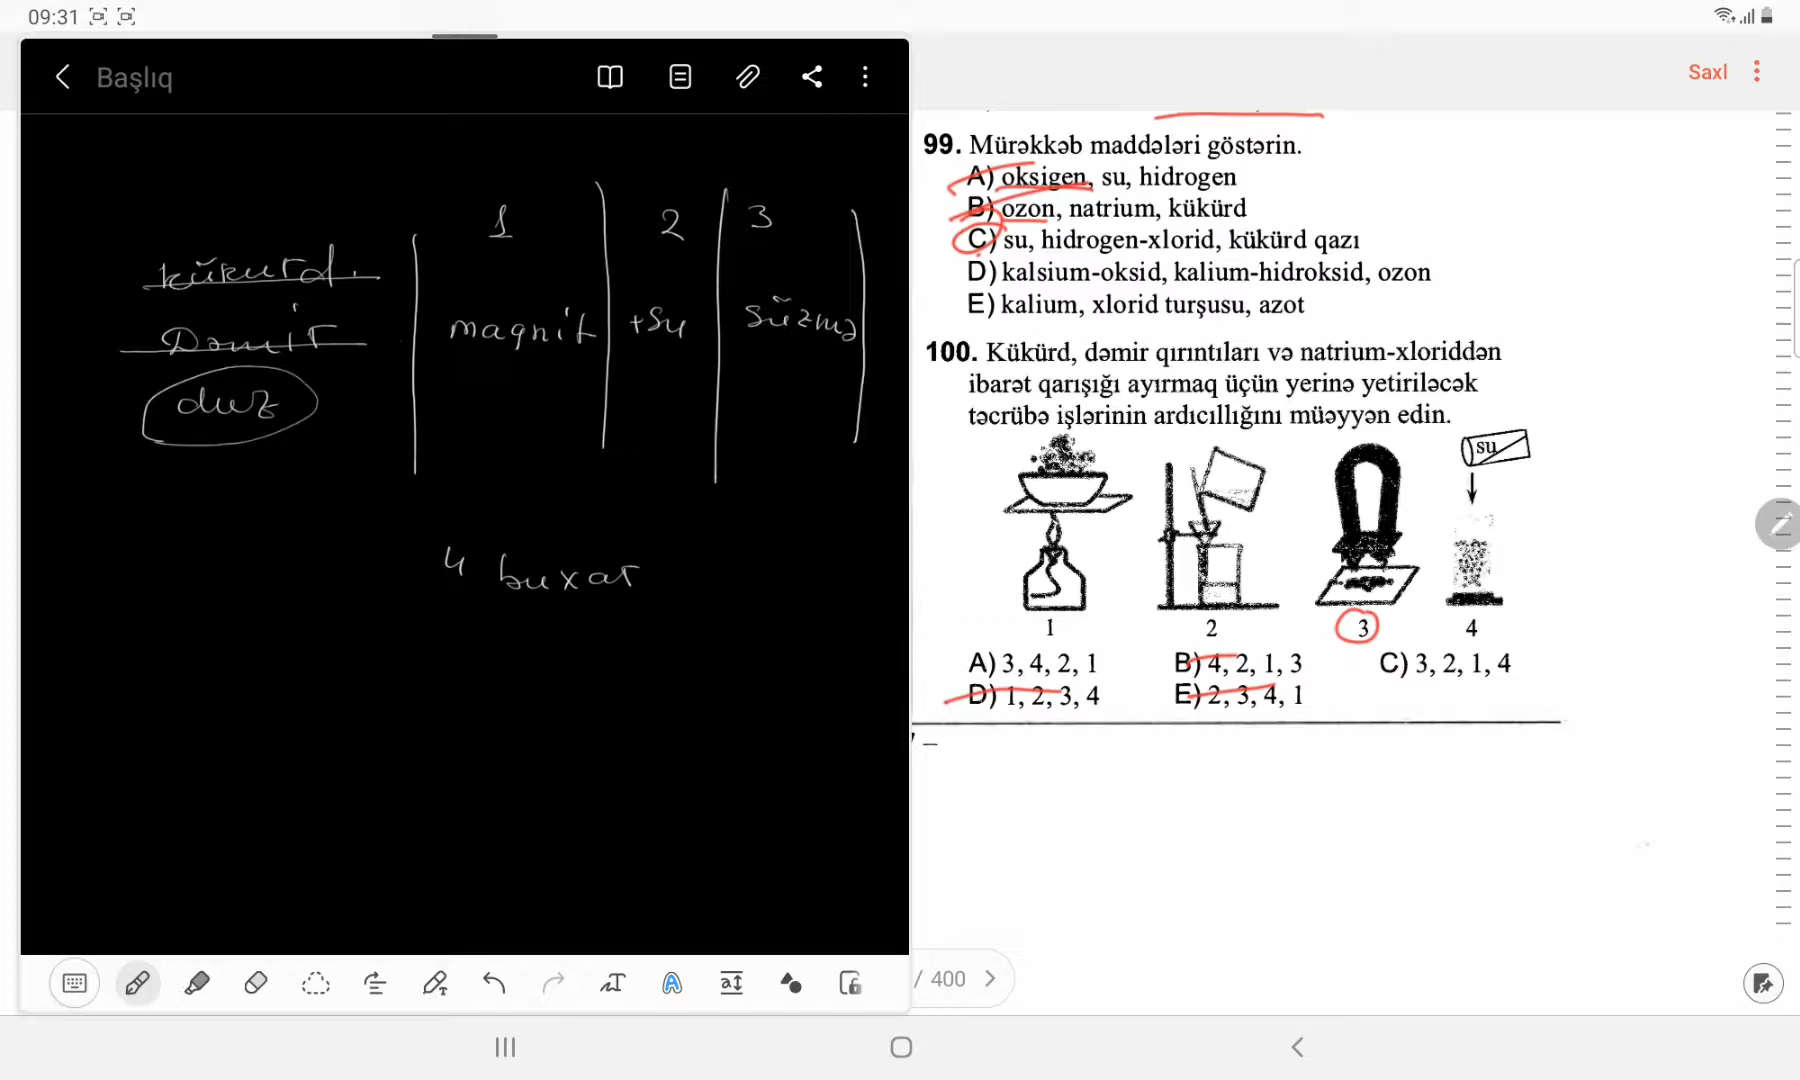 09:31
Başlıq
1
2
3
kükurd.
Dəmir
duz
maqnit
+su
süzmə
4 buxar
Saxl
99. Mürəkkəb maddələri göstərin.
A) oksigen, su, hidrogen
B) ozon, natrium, kükürd
C) su, hidrogen-xlorid, kükürd qazı
D) kalsium-oksid, kalium-hidroksid, ozon
E) kalium, xlorid turşusu, azot
100. Kükürd, dəmir qırıntıları və natrium-xloriddən
ibarət qarışığı ayırmaq üçün yerinə yetiriləcək
təcrübə işlərinin ardıcıllığını müəyyən edin.
su
1
2
3
4
A) 3, 4, 2, 1
B) 4, 2, 1, 3
C) 3, 2, 1, 4
D) 1, 2, 3, 4
E) 2, 3, 4, 1
/ 400